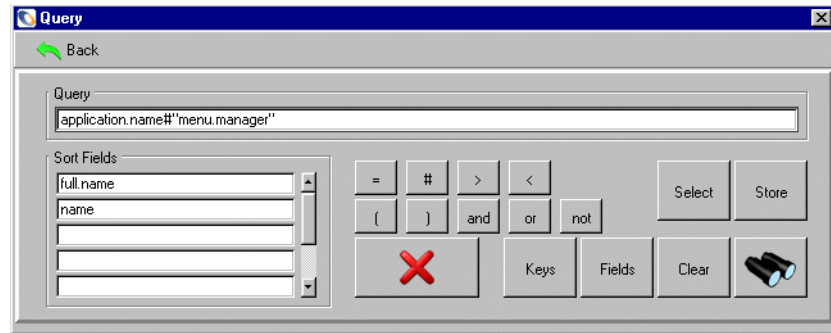 Query
Back
Query
application.name#"menu.manager"
Sort Fields
full.name
name
= # > <
( ) and or not
Select Store
Keys Fields Clear